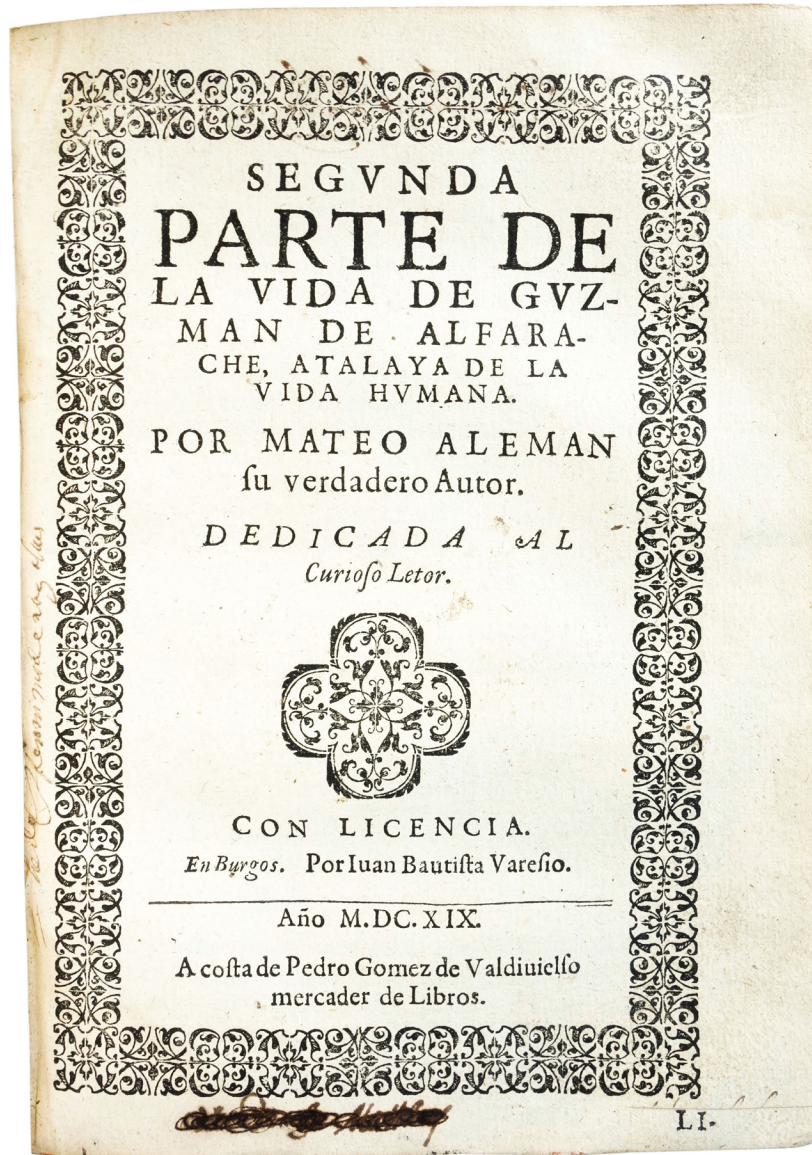 SEGVNDA
PARTE DE
LA VIDA DE GVZ-
MAN DE ALFARA-
CHE, ATALAYA DE LA
VIDA HVMANA.
POR MATEO ALEMAN
ſu verdadero Autor.
DEDICADA AL
Curioſo Letor.
CON LICENCIA.
En Burgos. Por Iuan Bautiſta Vareſio.
Año M.DC.XIX.
A coſta de Pedro Gomez de Valdiuielſo
mercader de Libros.
LI-